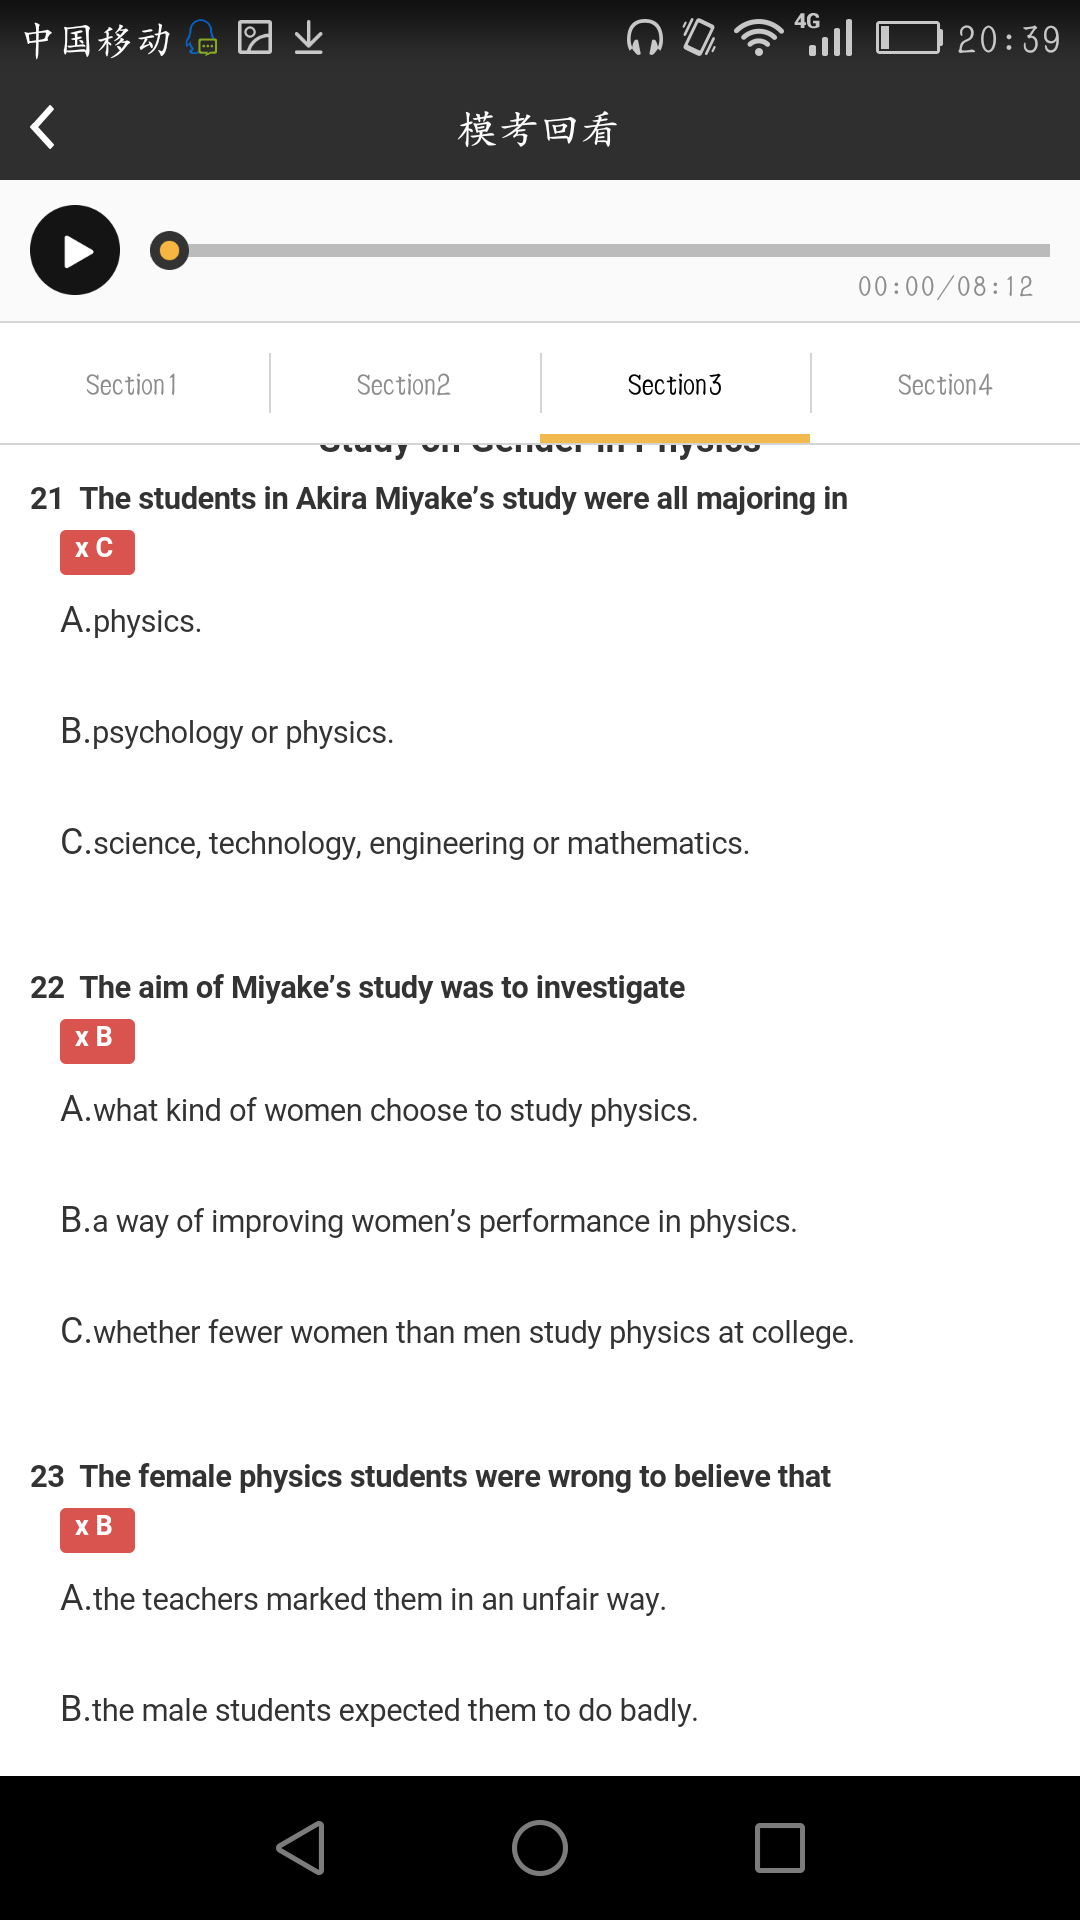 中国移动 4G 20:39
模考回看
00:00/08:12
Section1 Section2 Section3 Section4
Study on Gender in Physics
21 The students in Akira Miyake’s study were all majoring in
x C
A.physics.
B.psychology or physics.
C.science, technology, engineering or mathematics.
22 The aim of Miyake’s study was to investigate
x B
A.what kind of women choose to study physics.
B.a way of improving women’s performance in physics.
C.whether fewer women than men study physics at college.
23 The female physics students were wrong to believe that
x B
A.the teachers marked them in an unfair way.
B.the male students expected them to do badly.